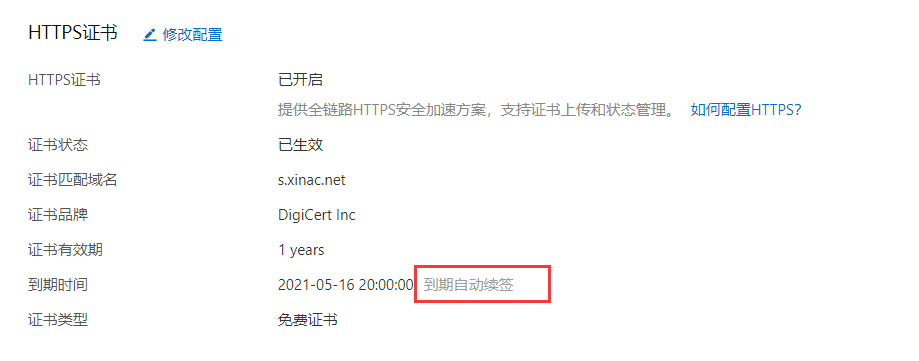 HTTPS证书 修改配置
HTTPS证书 已开启
提供全链路HTTPS安全加速方案，支持证书上传和状态管理。 如何配置HTTPS?
证书状态 已生效
证书匹配域名 s.xinac.net
证书品牌 DigiCert Inc
证书有效期 1 years
到期时间 2021-05-16 20:00:00 到期自动续签
证书类型 免费证书